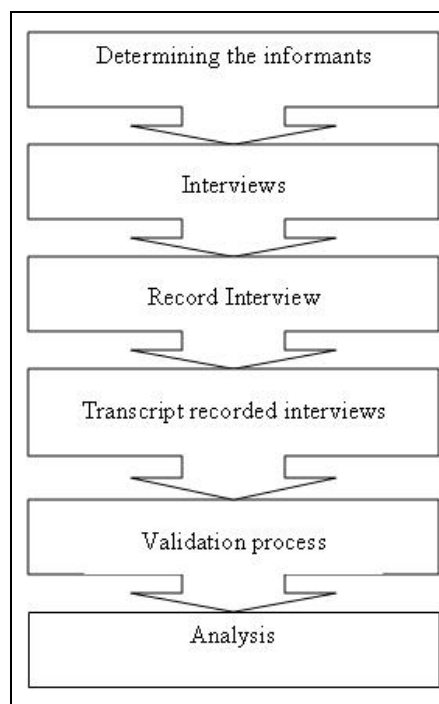 Determining the informants
Interviews
Record Interview
Transcript recorded interviews
Validation process
Analysis